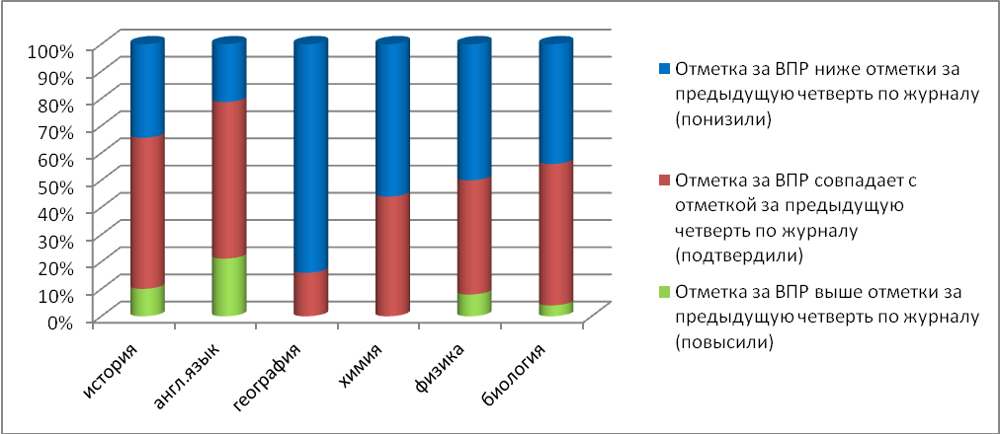 100%
90%
80%
70%
60%
50%
40%
30%
20%
10%
0%
история
англ.язык
география
химия
физика
биология
Отметка за ВПР ниже отметки за
предыдущую четверть по журналу
(понизили)
Отметка за ВПР совпадает с
отметкой за предыдущую
четверть по журналу
(подтвердили)
Отметка за ВПР выше отметки за
предыдущую четверть по журналу
(повысили)